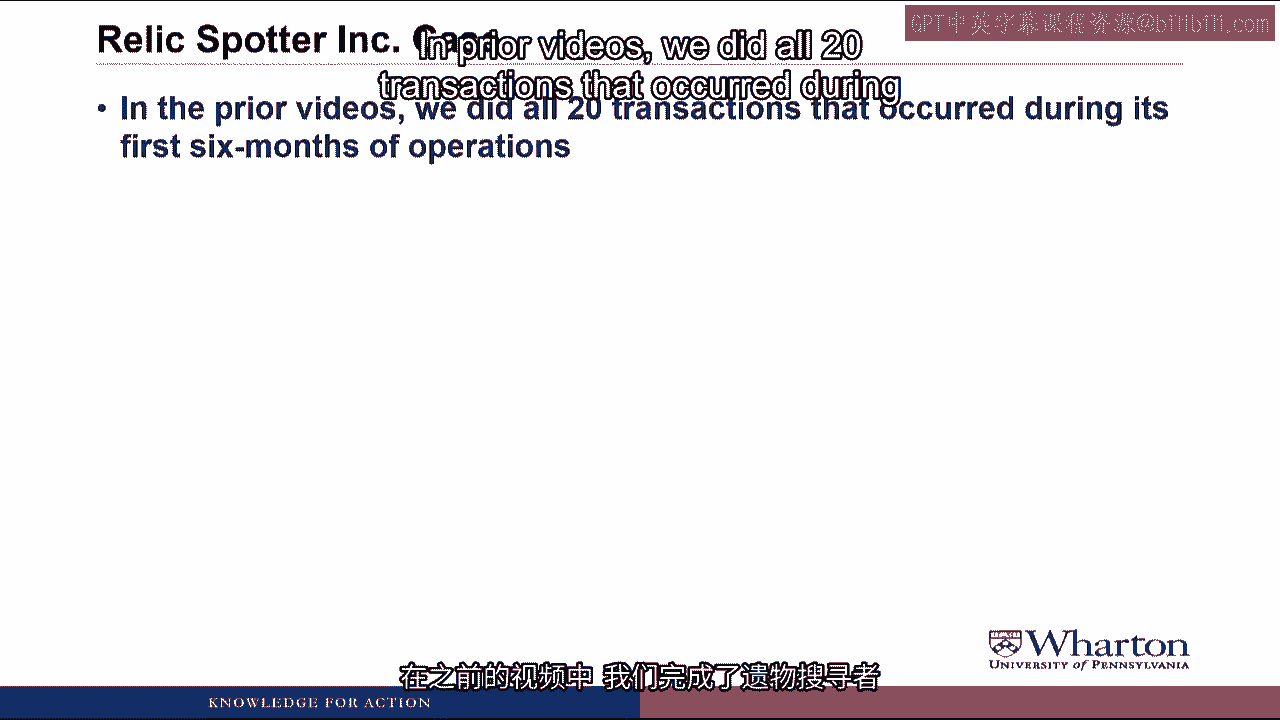 GPT中英字幕课程资源@bilibili.com
Relic Spotter Inc.
In prior videos, we did all 20
transactions that occurred during
• In the prior videos, we did all 20 transactions that occurred during its
first six-months of operations
Wharton
UNIVERSITY of PENNSYLVANIA
在之前的视频中 我们完成了遗物搜寻者
KNOWLEDGE FOR ACTION